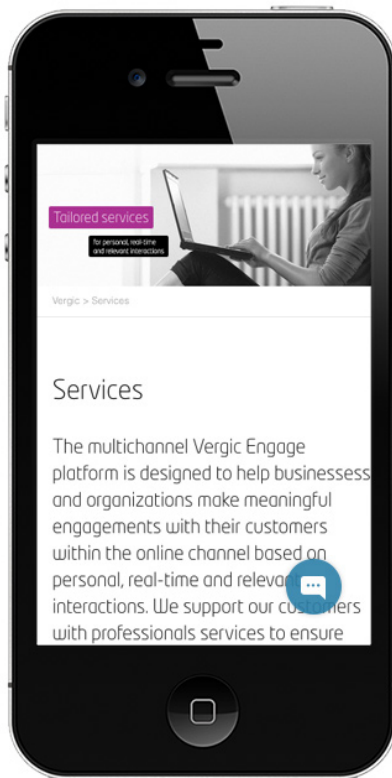 Tailored services
for personal, real-time
and relevant interactions
Vergic > Services
Services
The multichannel Vergic Engage
platform is designed to help businessess
and organizations make meaningful
engagements with their customers
within the online channel based on
personal, real-time and relevant
interactions. We support our customers
with professionals services to ensure